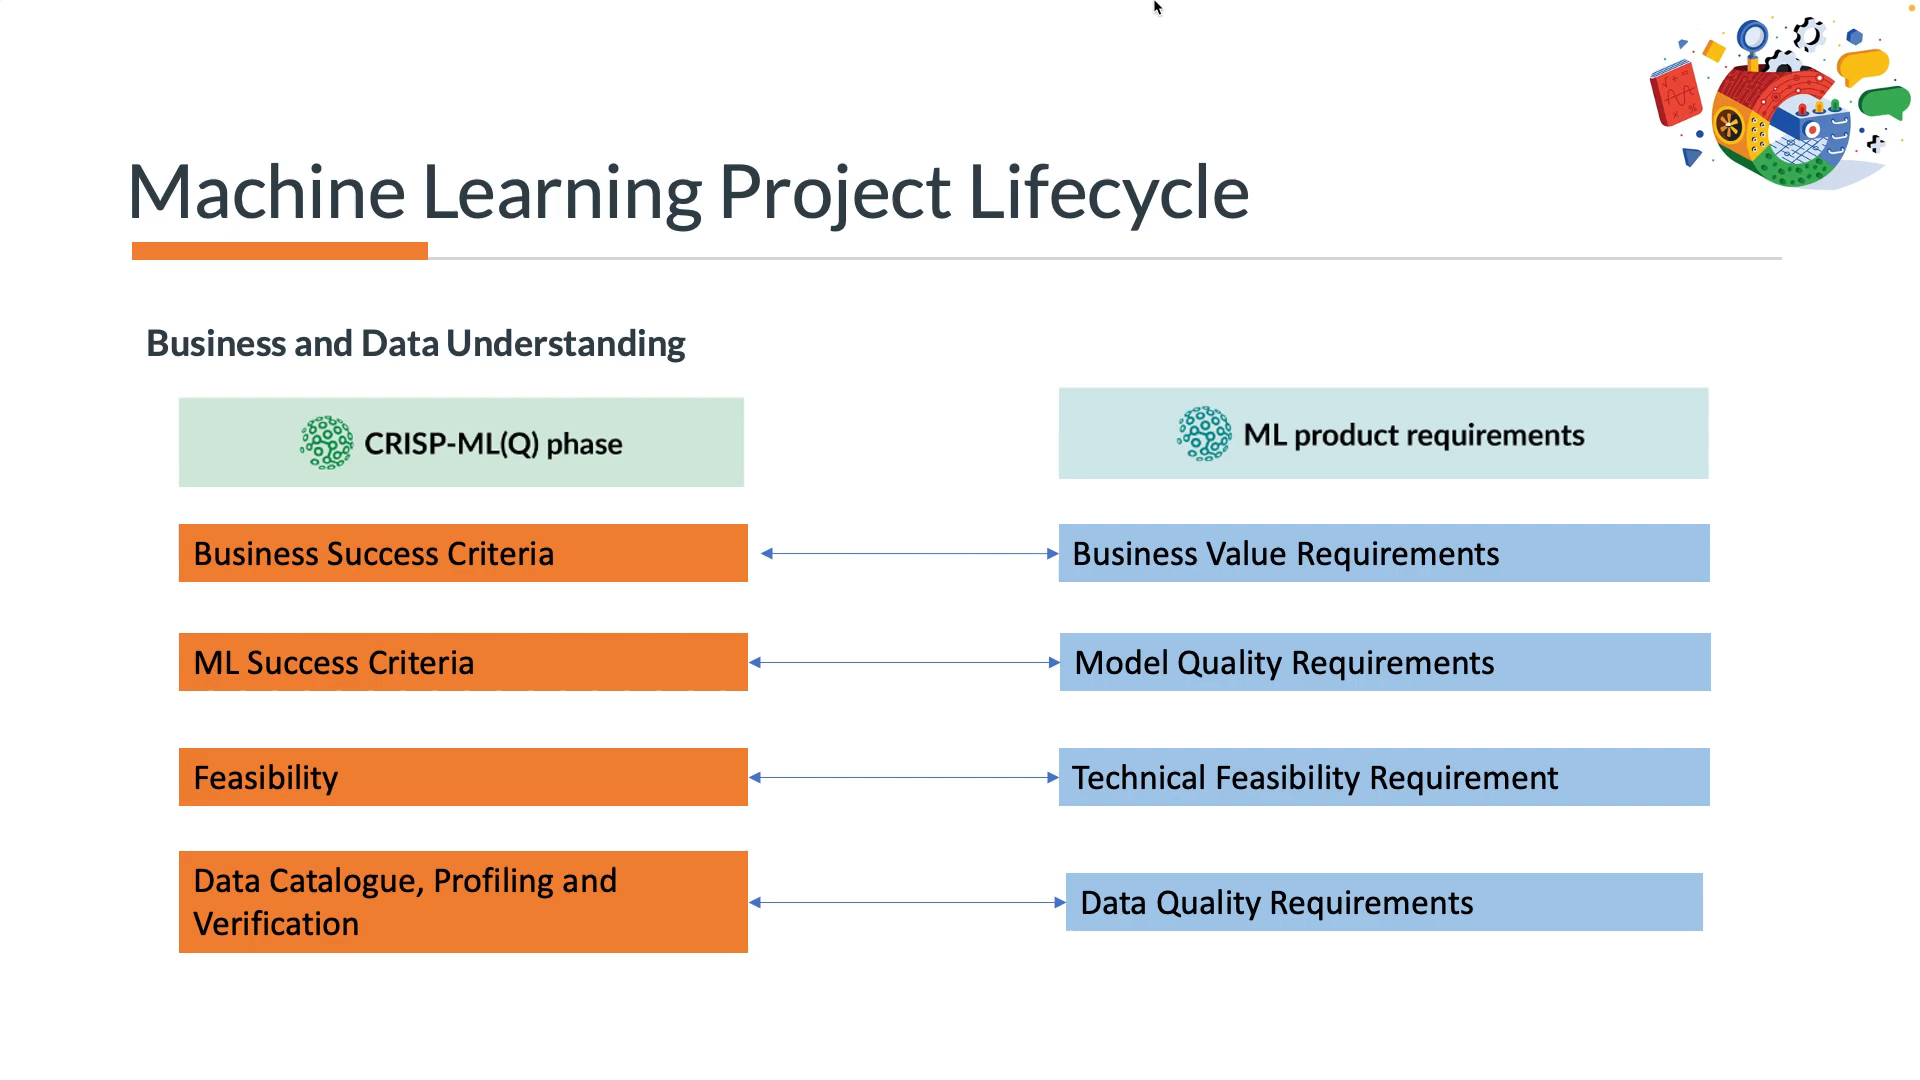 Machine Learning Project Lifecycle
Business and Data Understanding
CRISP-ML(Q) phase
ML product requirements
Business Success Criteria
Business Value Requirements
ML Success Criteria
Model Quality Requirements
Feasibility
Technical Feasibility Requirement
Data Catalogue, Profiling and
Verification
Data Quality Requirements